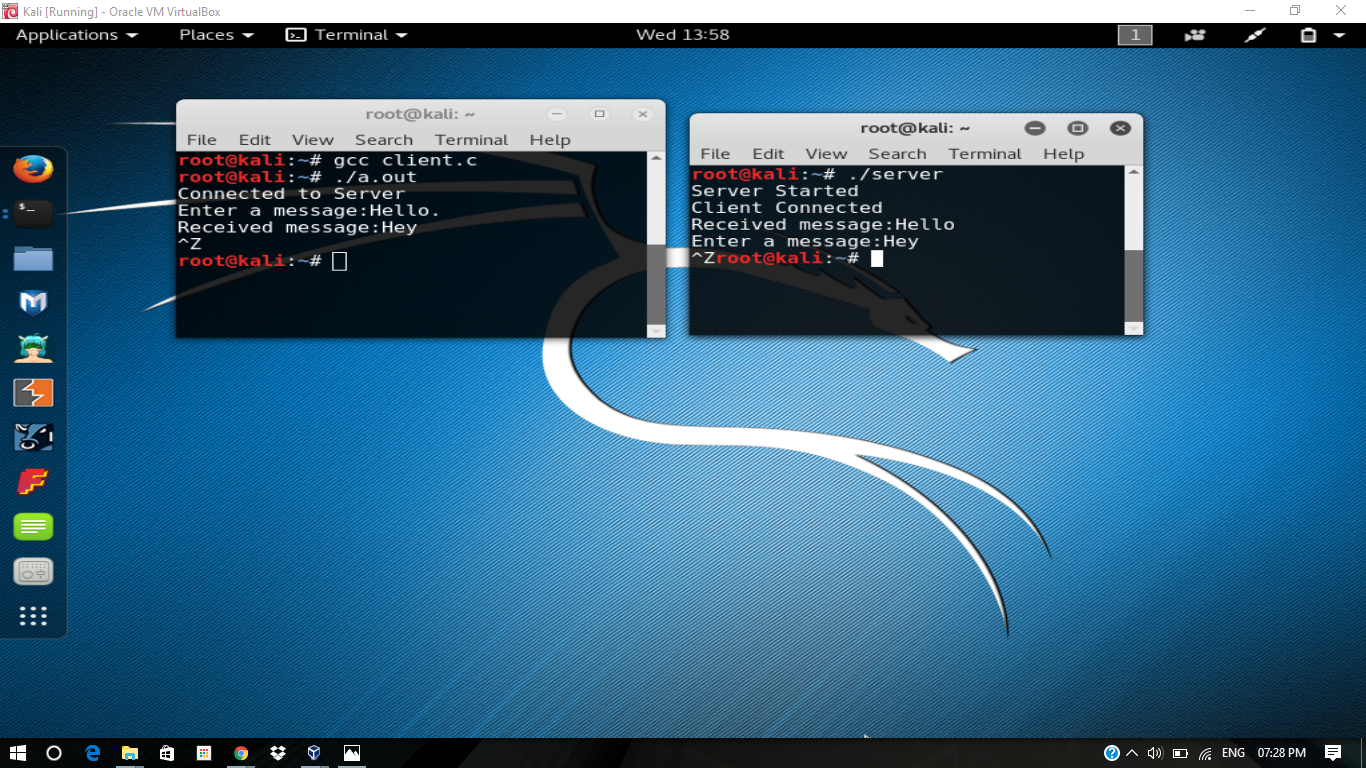 Kali [Running] - Oracle VM VirtualBox
Applications Places Terminal Wed 13:58 1
root@kali: ~
File Edit View Search Terminal Help
root@kali:~# gcc client.c
root@kali:~# ./a.out
Connected to Server
Enter a message:Hello.
Received message:Hey
^Z
root@kali:~#
root@kali: ~
File Edit View Search Terminal Help
root@kali:~# ./server
Server Started
Client Connected
Received message:Hello
Enter a message:Hey
^Zroot@kali:~#
ENG 07:28 PM